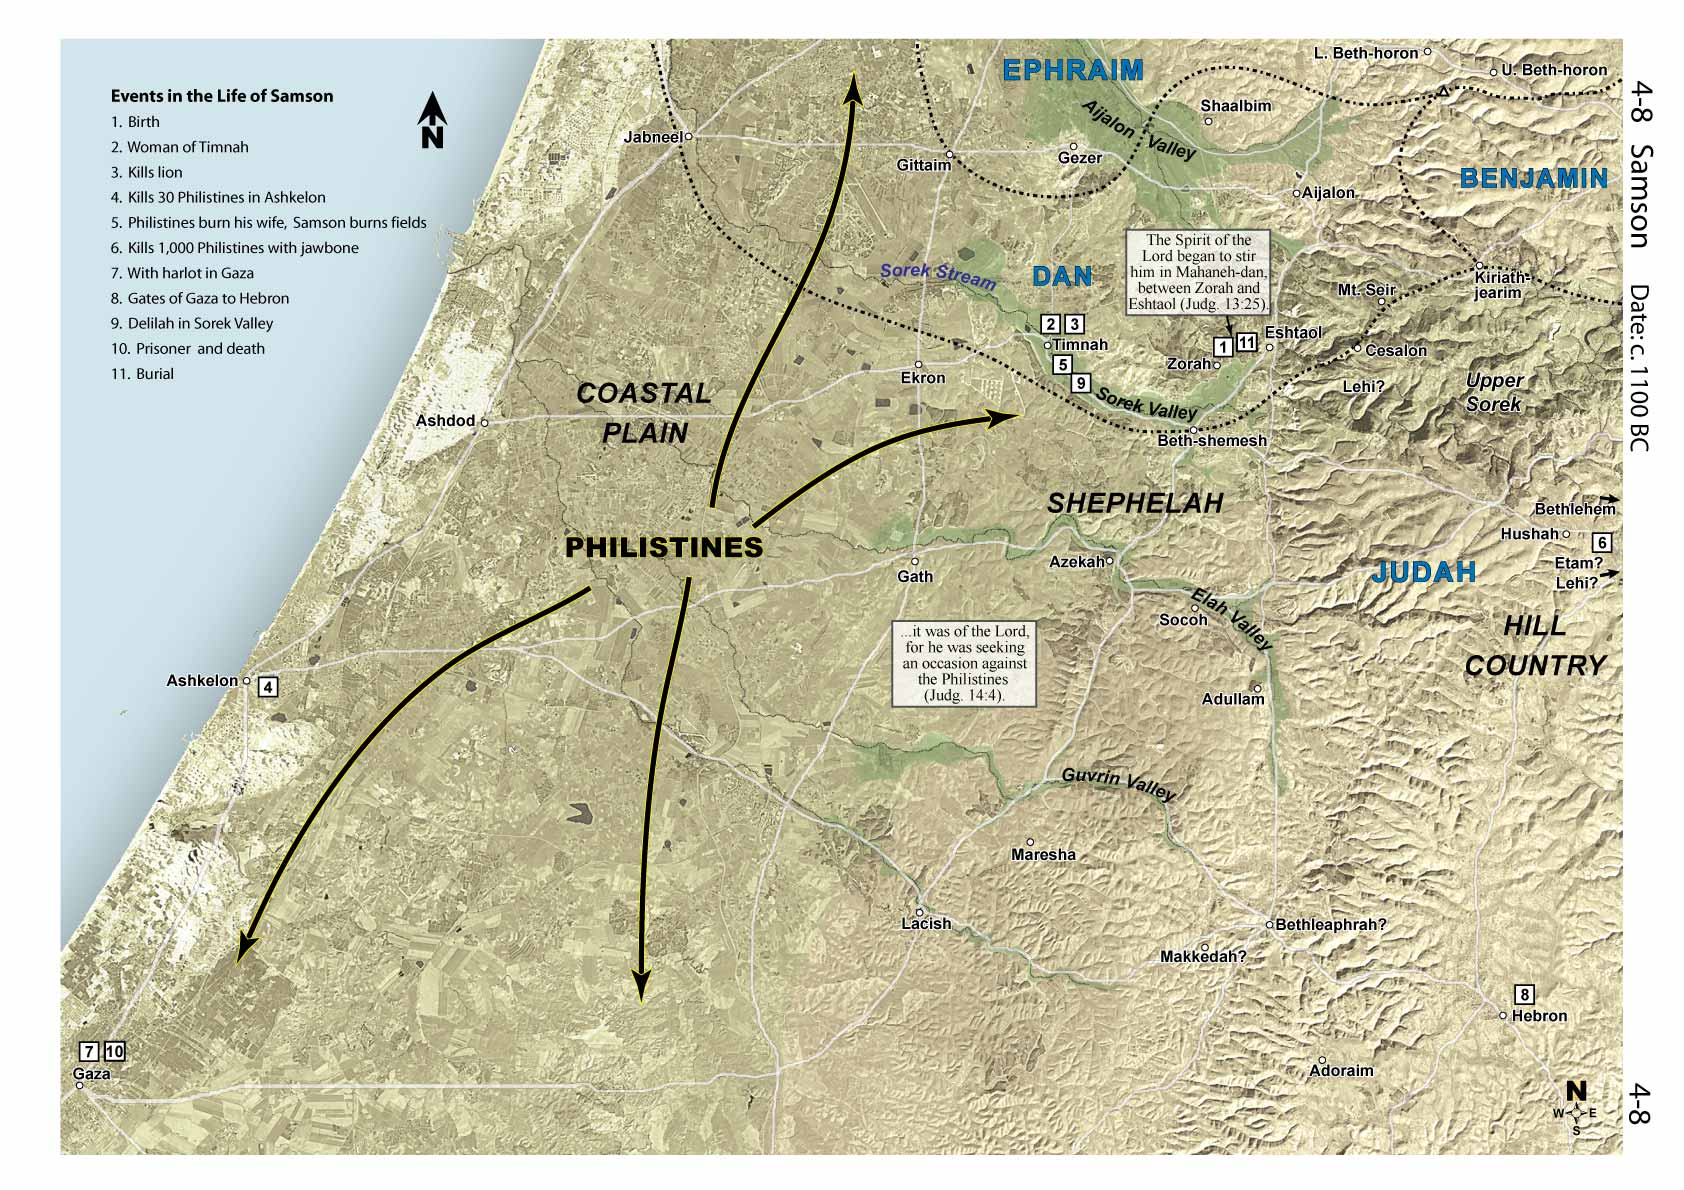 Events in the Life of Samson
1. Birth
2. Woman of Timnah
3. Kills lion
4. Kills 30 Philistines in Ashkelon
5. Philistines burn his wife, Samson burns fields
6. Kills 1,000 Philistines with jawbone
7. With harlot in Gaza
8. Gates of Gaza to Hebron
9. Delilah in Sorek Valley
10. Prisoner and death
11. Burial
N
4-8 Samson Date: c. 1100 BC
EPHRAIM
L. Beth-horon
U. Beth-horon
Shaalbim
Aijalon Valley
Jabneel
Gittaim
Gezer
BENJAMIN
Aijalon
The Spirit of the
Lord began to stir
him in Mahaneh-dan,
between Zorah and
Eshtaol (Judg. 13:25).
Sorek Stream
DAN
Kiriath-
jearim
Mt. Seir
2 3
Timnah
1 11
Eshtaol
Zorah
Cesalon
5
9
Ekron
Lehi?
Upper
Sorek
COASTAL
PLAIN
Sorek Valley
Ashdod
Beth-shemesh
SHEPHELAH
Bethlehem
Hushah
6
PHILISTINES
Etam?
Lehi?
Azekah
Gath
JUDAH
Elah Valley
Socoh
...it was of the Lord,
for he was seeking
an occasion against
the Philistines
(Judg. 14:4).
HILL
COUNTRY
Ashkelon
4
Adullam
Guvrin Valley
Maresha
Lacish
Bethleaphrah?
Makkedah?
8
Hebron
7 10
Gaza
Adoraim
N
W E
S
4-8